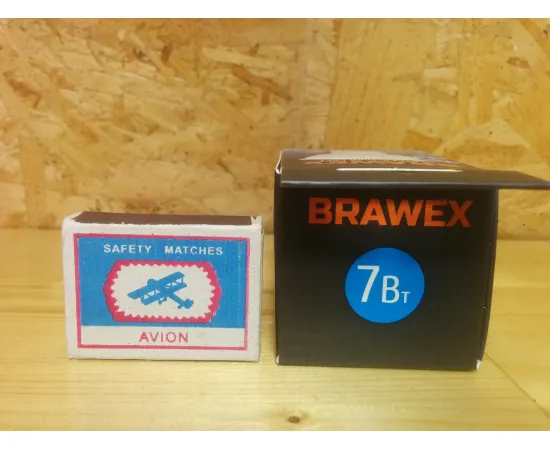 SAFETY MATCHES
AVION
BRAWEX
7Вт